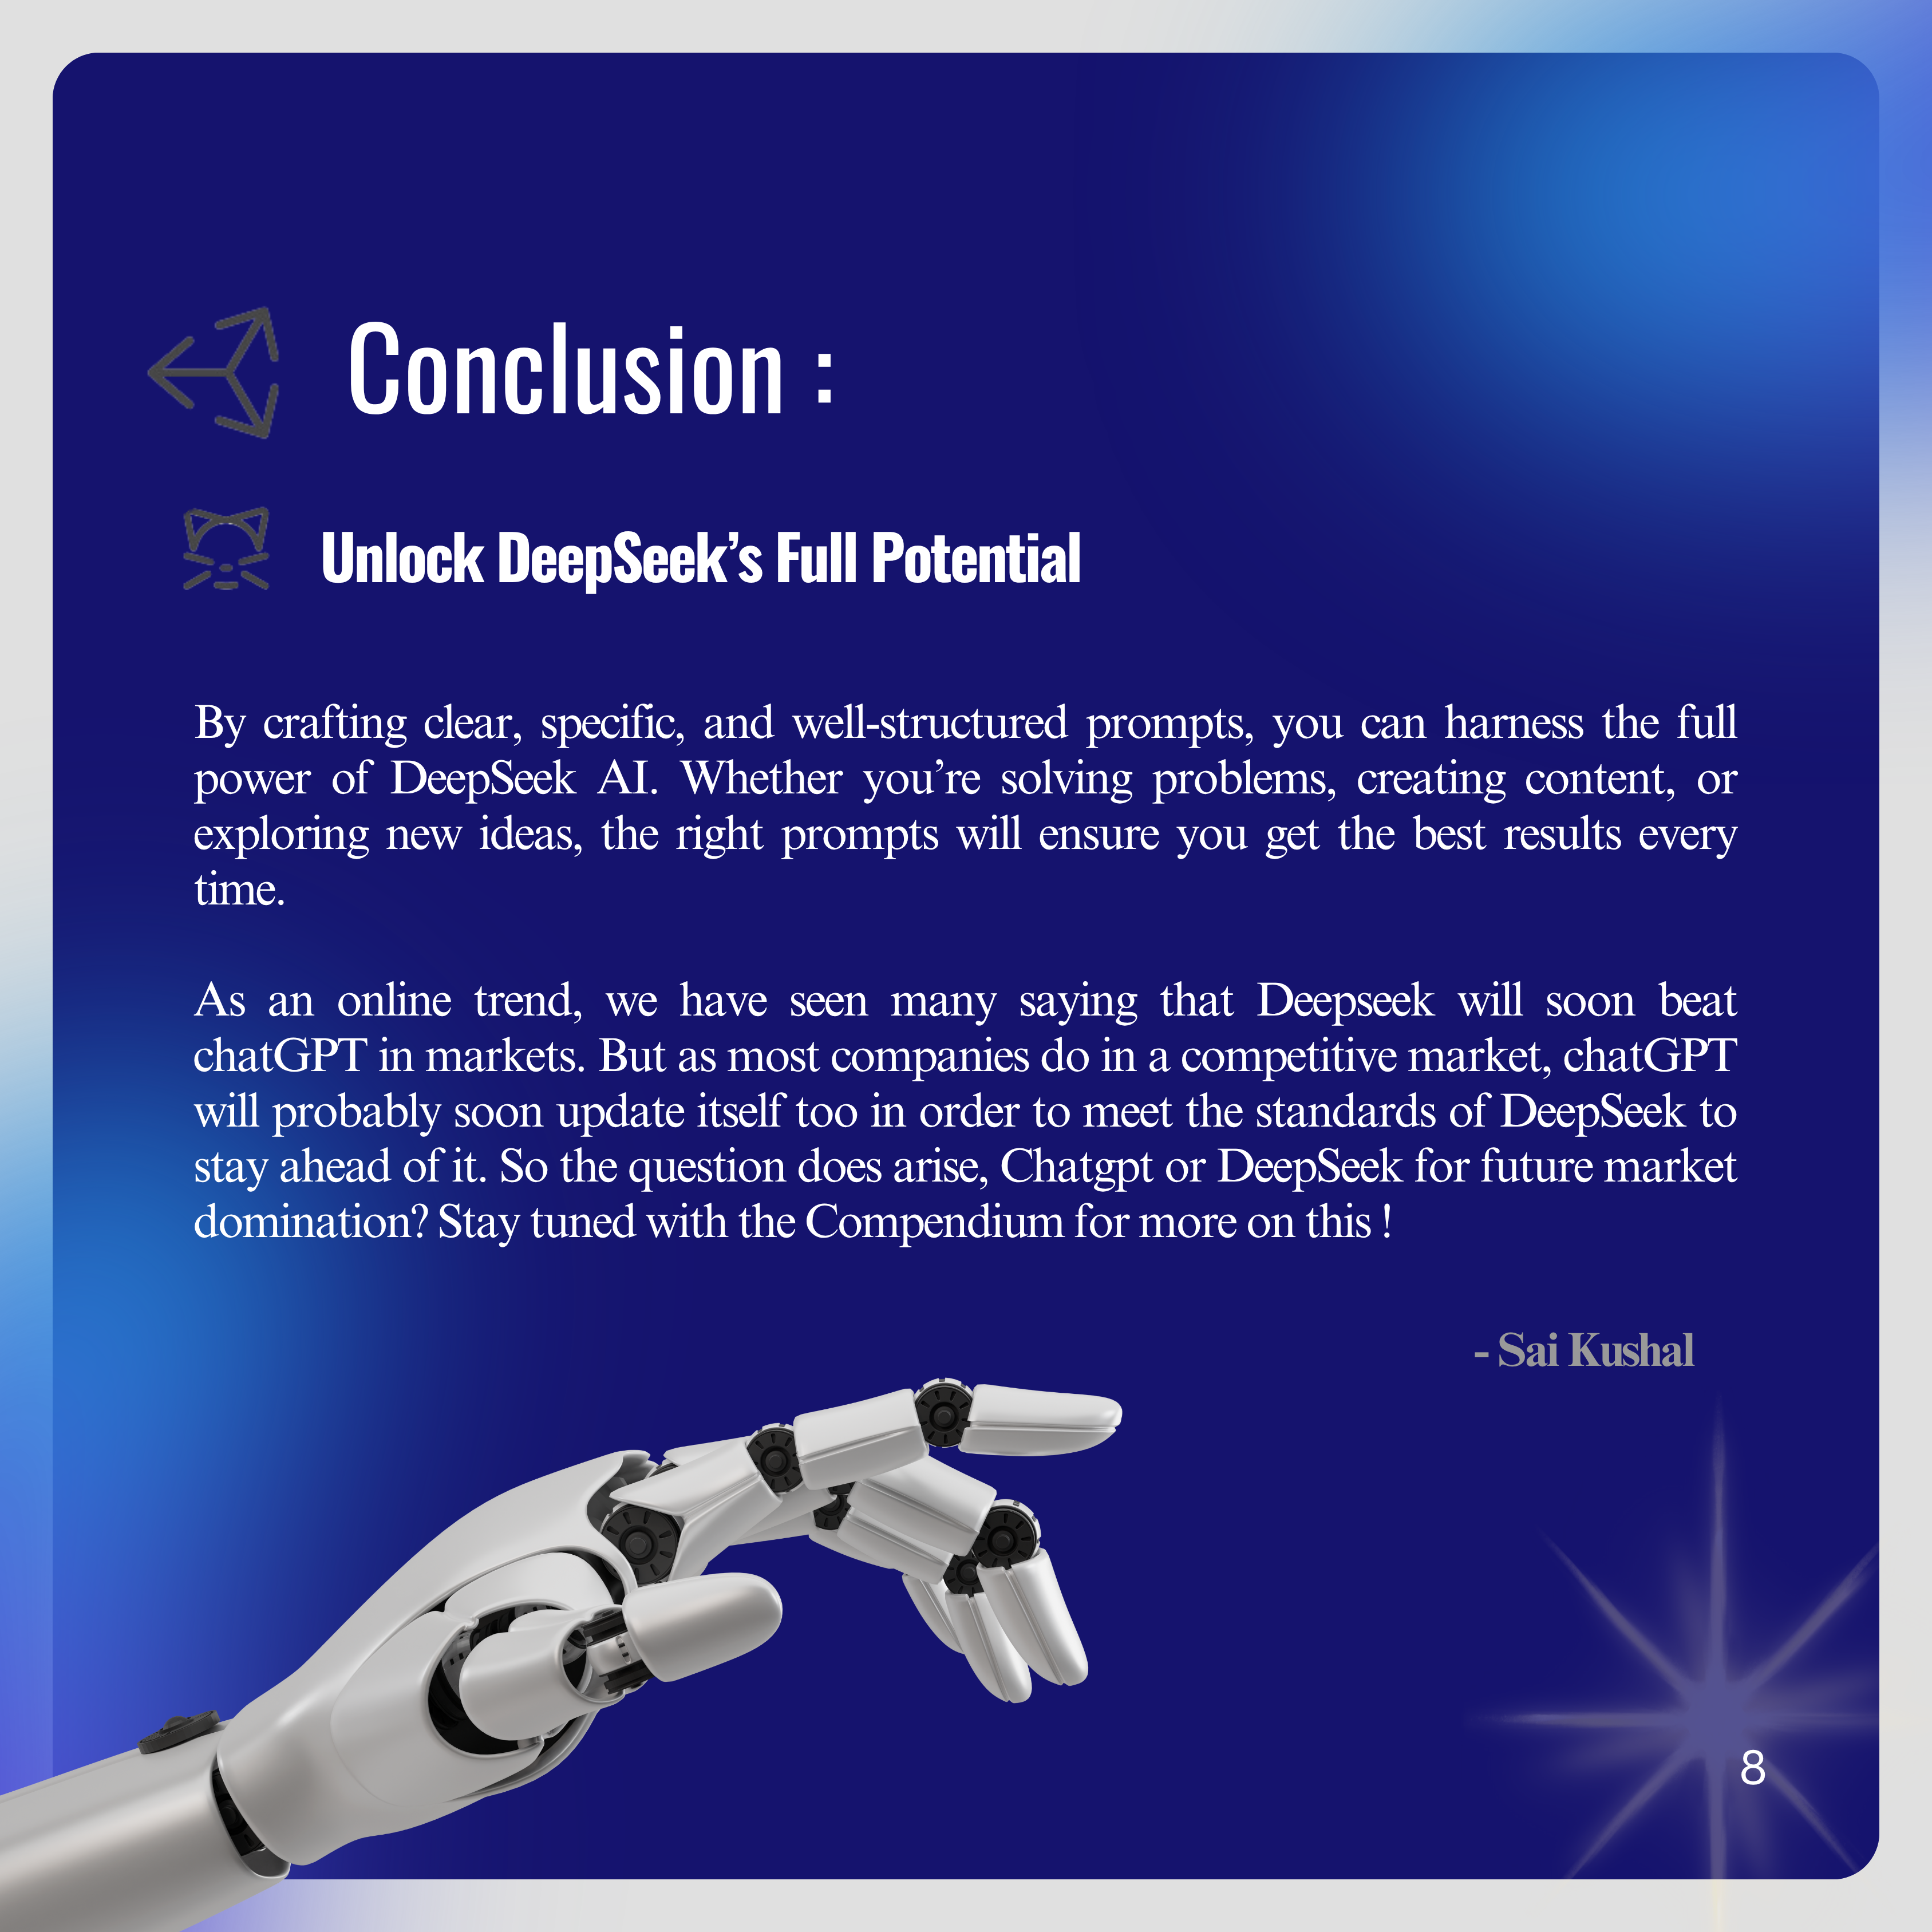 Conclusion :
Unlock DeepSeek’s Full Potential
By crafting clear, specific, and well-structured prompts, you can harness the full
power of DeepSeek AI. Whether you’re solving problems, creating content, or
exploring new ideas, the right prompts will ensure you get the best results every
time.
As an online trend, we have seen many saying that Deepseek will soon beat
chatGPT in markets. But as most companies do in a competitive market, chatGPT
will probably soon update itself too in order to meet the standards of DeepSeek to
stay ahead of it. So the question does arise, Chatgpt or DeepSeek for future market
domination? Stay tuned with the Compendium for more on this !
- Sai Kushal
8